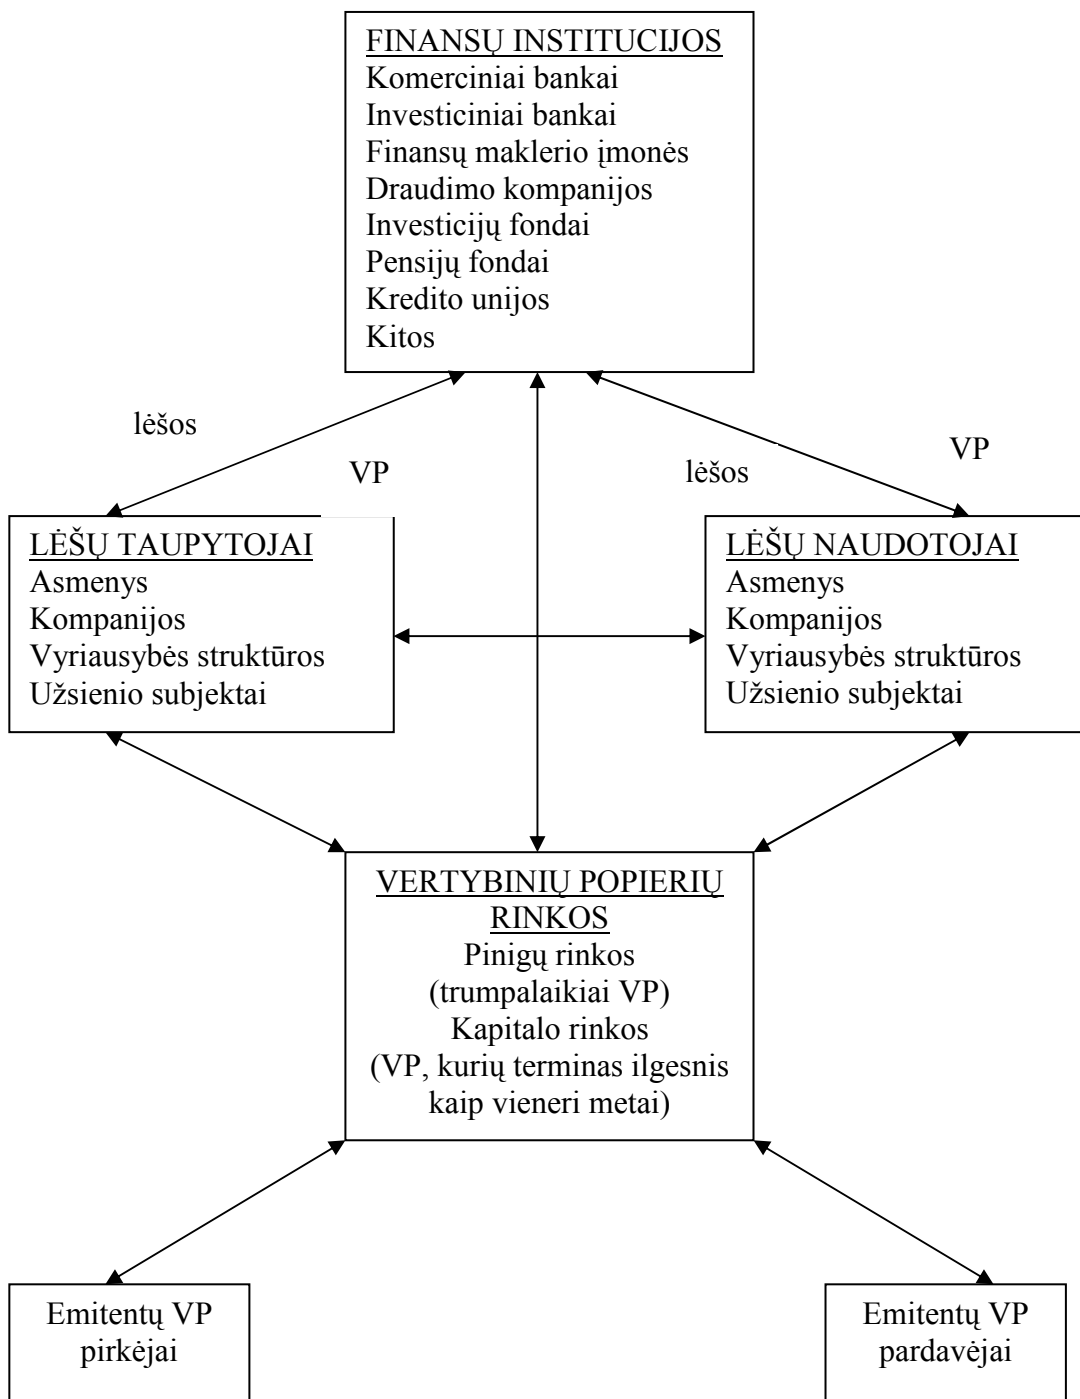 FINANSŲ INSTITUCIJOS
Komerciniai bankai
Investiciniai bankai
Finansų maklerio įmonės
Draudimo kompanijos
Investicijų fondai
Pensijų fondai
Kredito unijos
Kitos
lėšos
VP
lėšos
VP
LĖŠŲ TAUPYTOJAI
Asmenys
Kompanijos
Vyriausybės struktūros
Užsienio subjektai
LĖŠŲ NAUDOTOJAI
Asmenys
Kompanijos
Vyriausybės struktūros
Užsienio subjektai
VERTYBINIŲ POPIERIŲ
RINKOS
Pinigų rinkos
(trumpalaikiai VP)
Kapitalo rinkos
(VP, kurių terminas ilgesnis
kaip vieneri metai)
Emitentų VP
pirkėjai
Emitentų VP
pardavėjai